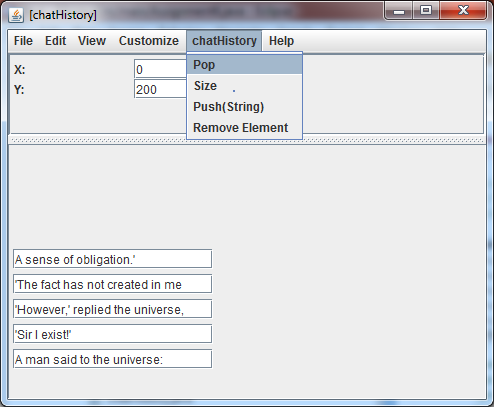 [chatHistory]
File Edit View Customize chatHistory Help
X: 0
Y: 200
Pop
Size
Push(String)
Remove Element
A sense of obligation.'
'The fact has not created in me
'However,' replied the universe,
'Sir I exist!'
A man said to the universe: